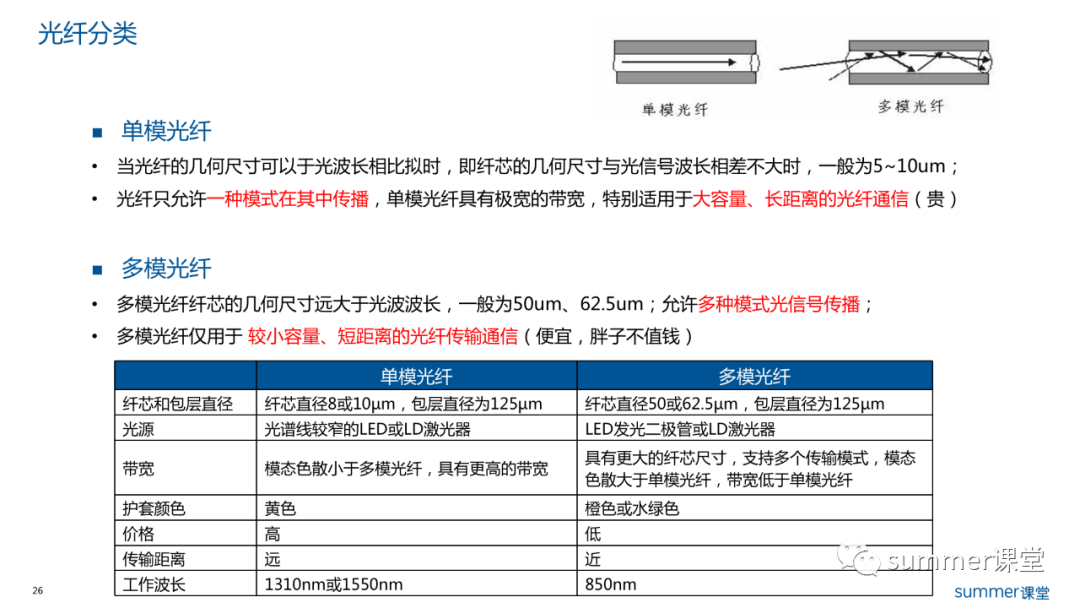 光纤分类
单模光纤
多模光纤
■ 单模光纤
• 当光纤的几何尺寸可以于光波长相比拟时，即纤芯的几何尺寸与光信号波长相差不大时，一般为5~10um；
• 光纤只允许一种模式在其中传播，单模光纤具有极宽的带宽，特别适用于大容量、长距离的光纤通信（贵）
■ 多模光纤
• 多模光纤纤芯的几何尺寸远大于光波波长，一般为50um、62.5um；允许多种模式光信号传播；
• 多模光纤仅用于 较小容量、短距离的光纤传输通信（便宜，胖子不值钱）
单模光纤 多模光纤
纤芯和包层直径 纤芯直径8或10μm，包层直径为125μm 纤芯直径50或62.5μm，包层直径为125μm
光源 光谱线较窄的LED或LD激光器 LED发光二极管或LD激光器
带宽 模态色散小于多模光纤，具有更高的带宽 具有更大的纤芯尺寸，支持多个传输模式，模态
色散大于单模光纤，带宽低于单模光纤
护套颜色 黄色 橙色或水绿色
价格 高 低
传输距离 远 近
工作波长 1310nm或1550nm 850nm
summer课堂
26
summer课堂